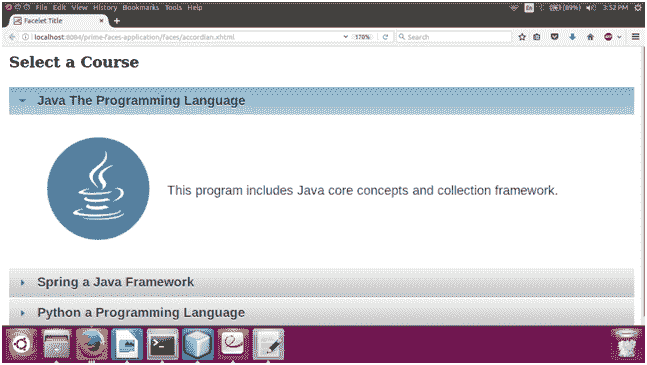 File Edit View History Bookmarks Tools Help
En
(89%)
3:52 PM
Facelet Title
localhost:8084/prime-faces-application/faces/accordian.xhtml
170%
Search
Select a Course
Java The Programming Language
This program includes Java core concepts and collection framework.
Spring a Java Framework
Python a Programming Language